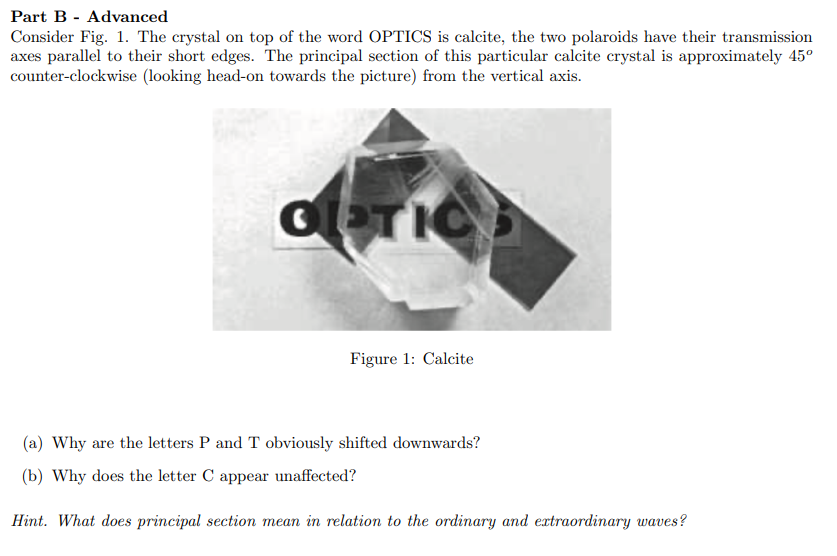 Part B - Advanced
Consider Fig. 1. The crystal on top of the word OPTICS is calcite, the two polaroids have their transmission
axes parallel to their short edges. The principal section of this particular calcite crystal is approximately 45°
counter-clockwise (looking head-on towards the picture) from the vertical axis.
OPTICS
Figure 1: Calcite
(a) Why are the letters P and T obviously shifted downwards?
(b) Why does the letter C appear unaffected?
Hint. What does principal section mean in relation to the ordinary and extraordinary waves?